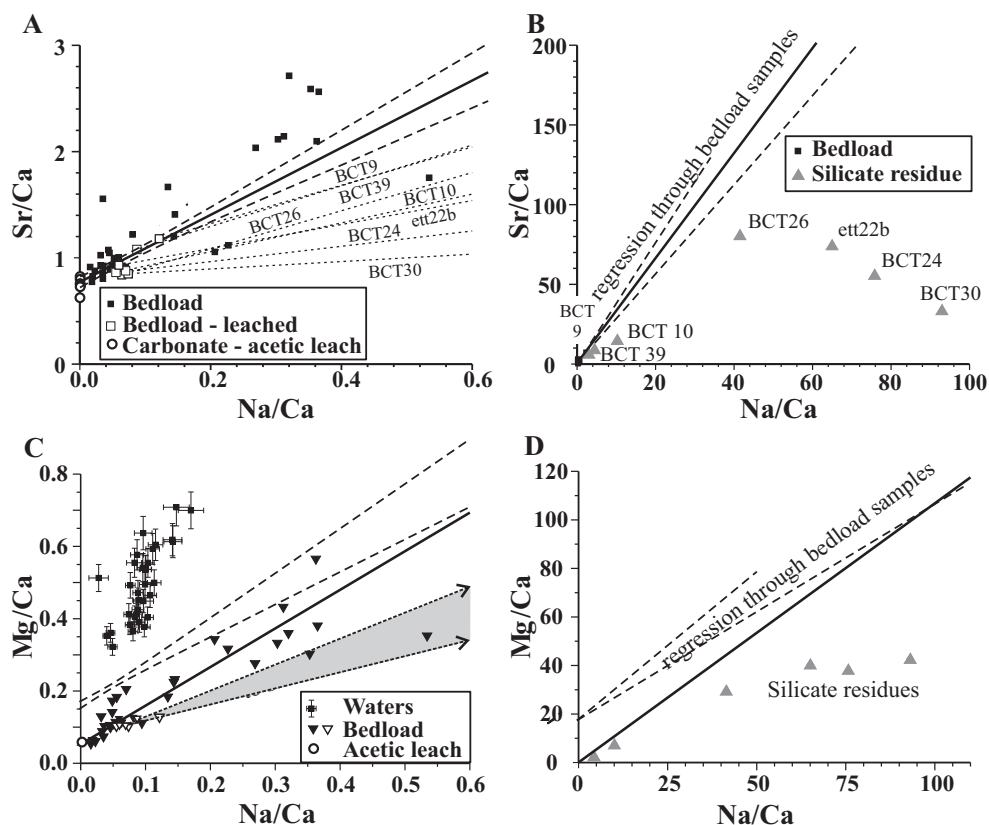 A
Sr/Ca
3
2
1
0
BCT9
BCT39
BCT10
BCT26
ett22b
BCT24
BCT30
Bedload
Bedload - leached
Carbonate - acetic leach
0.0 0.2 0.4 0.6
Na/Ca
B
Sr/Ca
200
150
100
50
0
regression through bedload samples
Bedload
Silicate residue
BCT26
ett22b
BCT24
BCT30
BCT
9
BCT 10
BCT 39
0 20 40 60 80 100
Na/Ca
C
Mg/Ca
0.8
0.6
0.4
0.2
0.0
Waters
Bedload
Acetic leach
0.0 0.1 0.2 0.3 0.4 0.5 0.6
Na/Ca
D
Mg/Ca
120
100
80
60
40
20
0
regression through bedload samples
Silicate residues
0 50 75 100
Na/Ca